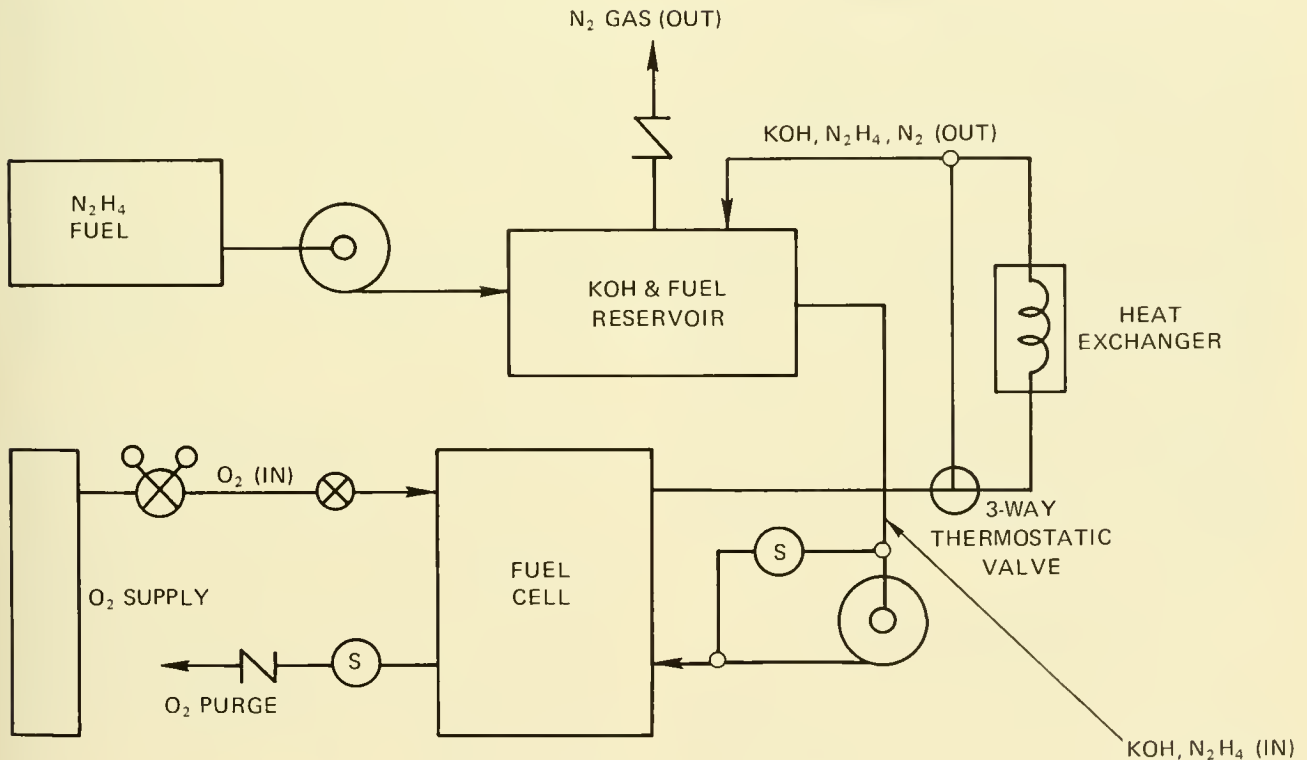 N₂ GAS (OUT)
KOH, N₂H₄, N₂ (OUT)
N₂H₄
FUEL
KOH & FUEL
RESERVOIR
HEAT
EXCHANGER
O₂ (IN)
3-WAY
THERMOSTATIC
VALVE
S
FUEL
CELL
O₂ SUPPLY
S
O₂ PURGE
KOH, N₂H₄ (IN)